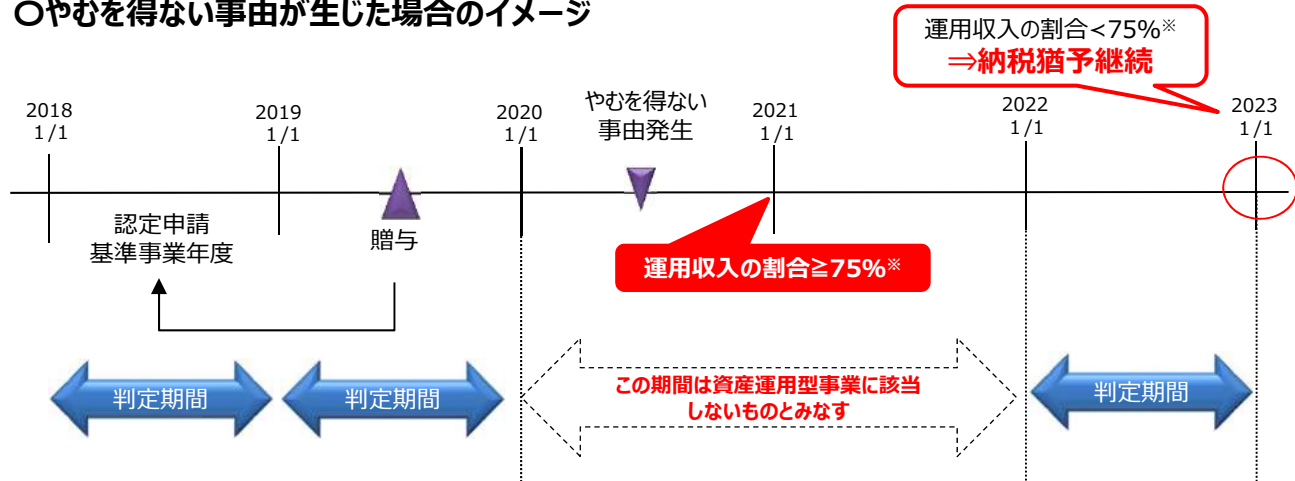 〇やむを得ない事由が生じた場合のイメージ
運用収入の割合<75%※
⇒納税猶予継続
2018
1/1
2019
1/1
2020
1/1
やむを得ない
事由発生
2021
1/1
2022
1/1
2023
1/1
認定申請
基準事業年度
贈与
運用収入の割合≧75%※
判定期間
判定期間
この期間は資産運用型事業に該当
しないものとみなす
判定期間